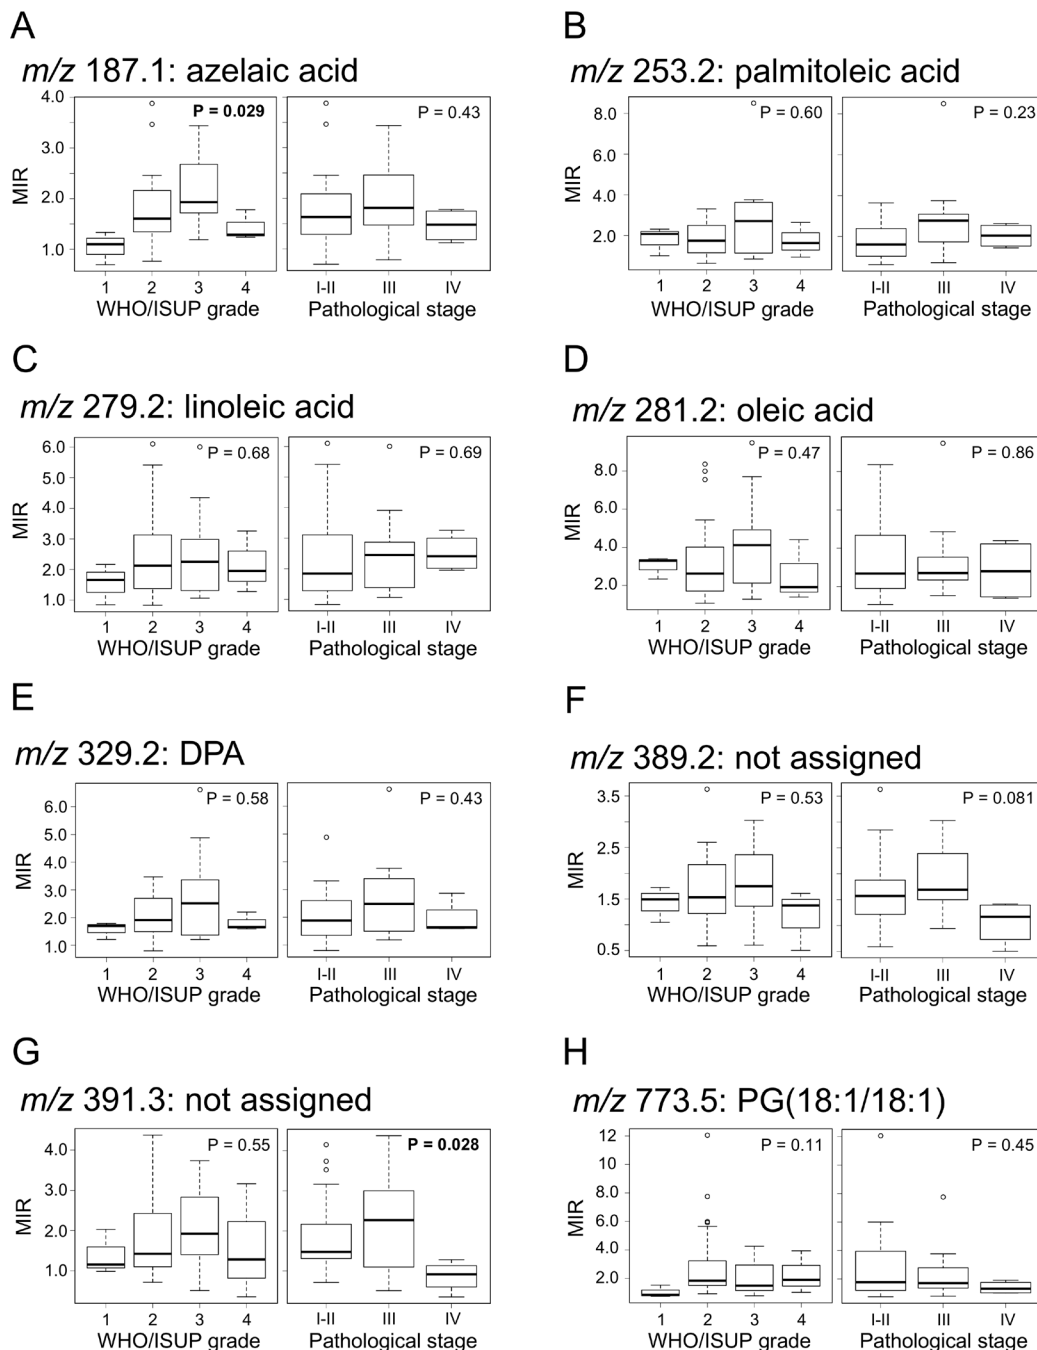 A
m/z 187.1: azelaic acid
4.0
3.0
2.0
1.0
MIR
P = 0.029
P = 0.43
1 2 3 4
I-II III IV
WHO/ISUP grade
Pathological stage
B
m/z 253.2: palmitoleic acid
8.0
6.0
4.0
2.0
MIR
P = 0.60
P = 0.23
1 2 3 4
I-II III IV
WHO/ISUP grade
Pathological stage
C
m/z 279.2: linoleic acid
6.0
5.0
4.0
3.0
2.0
1.0
MIR
P = 0.68
P = 0.69
1 2 3 4
I-II III IV
WHO/ISUP grade
Pathological stage
D
m/z 281.2: oleic acid
8.0
4.0
2.0
MIR
P = 0.47
P = 0.86
1 2 3 4
I-II III IV
WHO/ISUP grade
Pathological stage
E
m/z 329.2: DPA
6.0
5.0
4.0
3.0
2.0
1.0
MIR
P = 0.58
P = 0.43
1 2 3 4
I-II III IV
WHO/ISUP grade
Pathological stage
F
m/z 389.2: not assigned
3.5
2.5
1.5
0.5
MIR
P = 0.53
P = 0.081
1 2 3 4
I-II III IV
WHO/ISUP grade
Pathological stage
G
m/z 391.3: not assigned
4.0
3.0
2.0
1.0
MIR
P = 0.55
P = 0.028
1 2 3 4
I-II III IV
WHO/ISUP grade
Pathological stage
H
m/z 773.5: PG(18:1/18:1)
12
10
8.0
6.0
4.0
2.0
MIR
P = 0.11
P = 0.45
1 2 3 4
I-II III IV
WHO/ISUP grade
Pathological stage